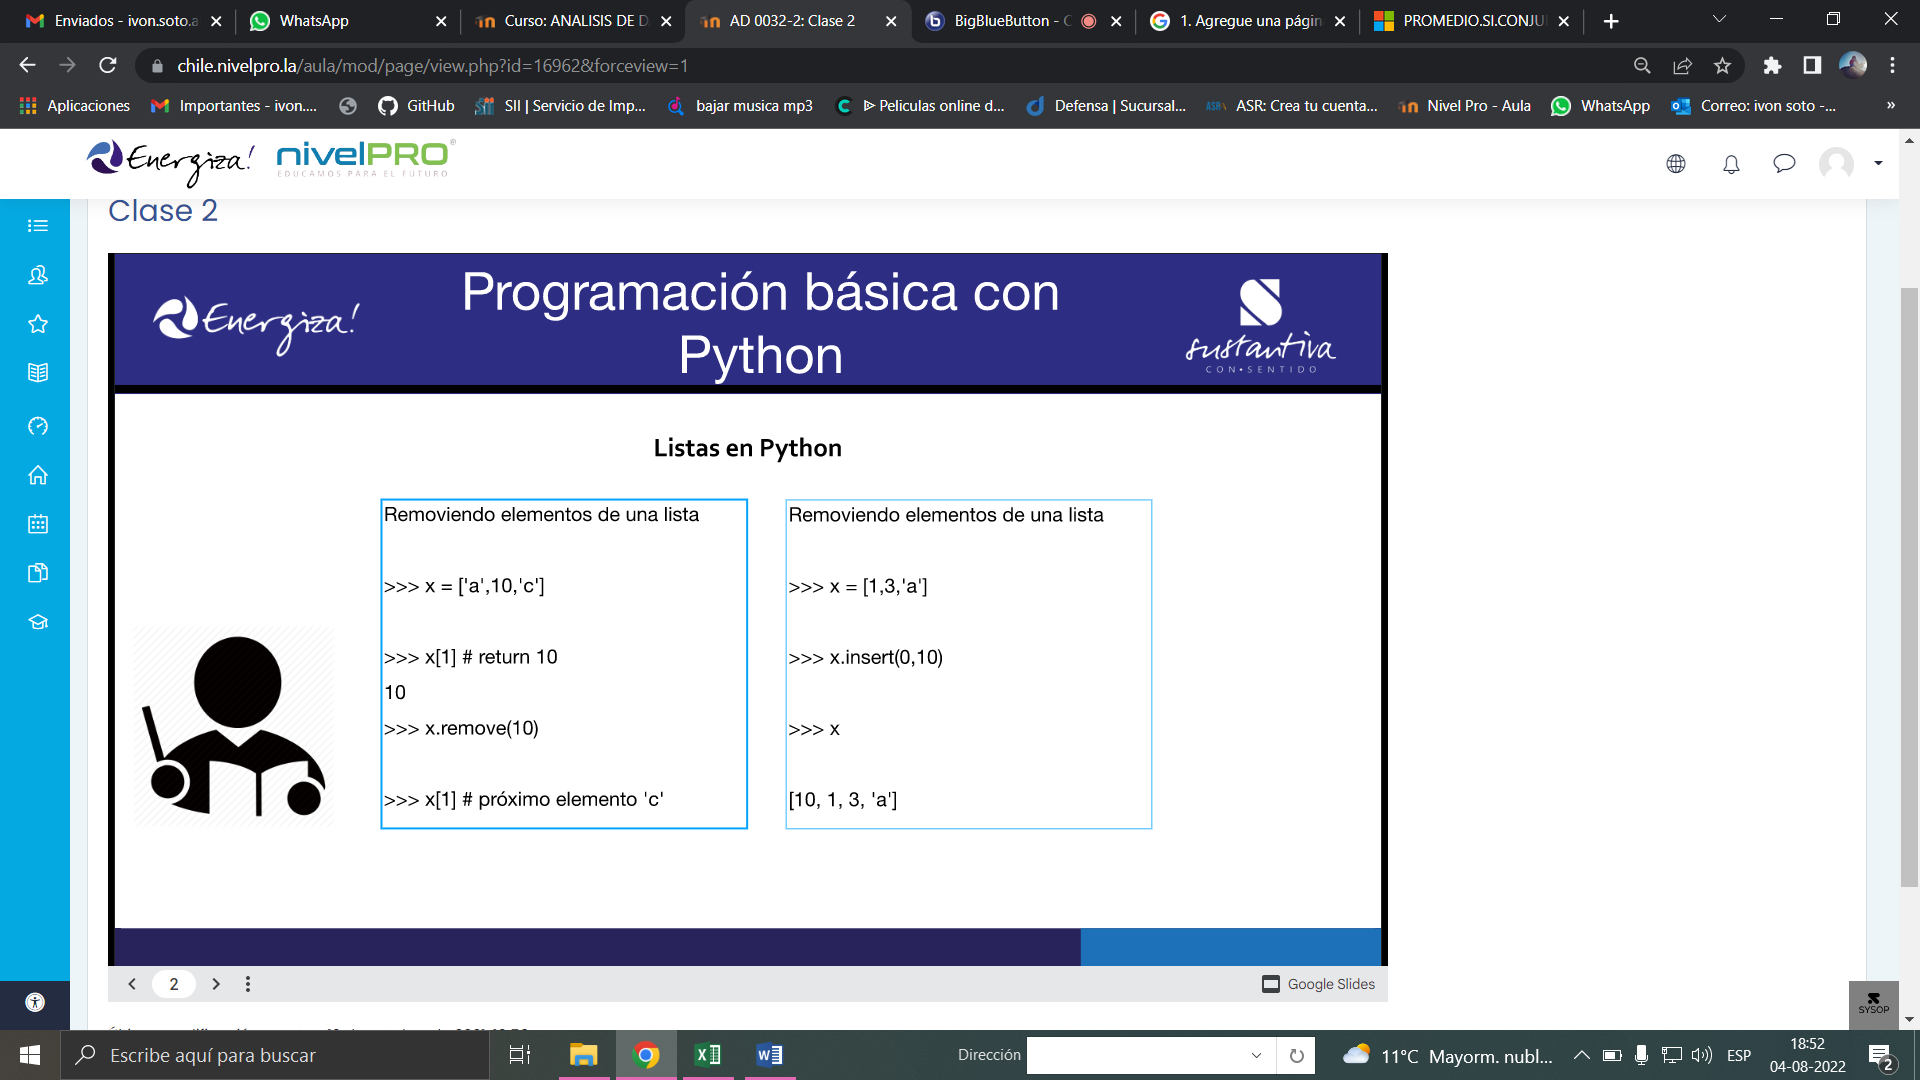 Enviados - ivon.soto.a
WhatsApp
Curso: ANALISIS DE D
AD 0032-2: Clase 2
BigBlueButton - C
1. Agregue una págin
PROMEDIO.SI.CONJU
chile.nivelpro.la/aula/mod/page/view.php?id=16962&forceview=1
Aplicaciones
Importantes - ivon....
GitHub
SII | Servicio de Imp...
bajar musica mp3
Peliculas online d...
Defensa | Sucursal...
ASR: Crea tu cuenta...
Nivel Pro - Aula
WhatsApp
Correo: ivon soto -...
»
Energiza!
nivelPRO
EDUCAMOS PARA EL FUTURO
Clase 2
Energiza!
Programación básica con
Python
sustantiva
CON•SENTIDO
Listas en Python
Removiendo elementos de una lista
>>> x = ['a',10,'c']
>>> x[1] # return 10
10
>>> x.remove(10)
>>> x[1] # próximo elemento 'c'
Removiendo elementos de una lista
>>> x = [1,3,'a']
>>> x.insert(0,10)
>>> x
[10, 1, 3, 'a']
2
Google Slides
SYSOP
Escribe aquí para buscar
Dirección
11°C Mayorm. nubl...
ESP
18:52
04-08-2022
2